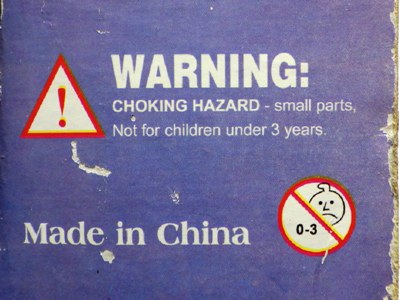 WARNING:
CHOKING HAZARD - small parts,
Not for children under 3 years.
Made in China
0-3